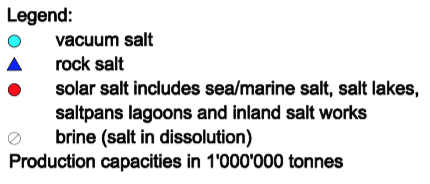 Legend:
vacuum salt
rock salt
solar salt includes sea/marine salt, salt lakes,
saltpans lagoons and inland salt works
brine (salt in dissolution)
Production capacities in 1'000'000 tonnes